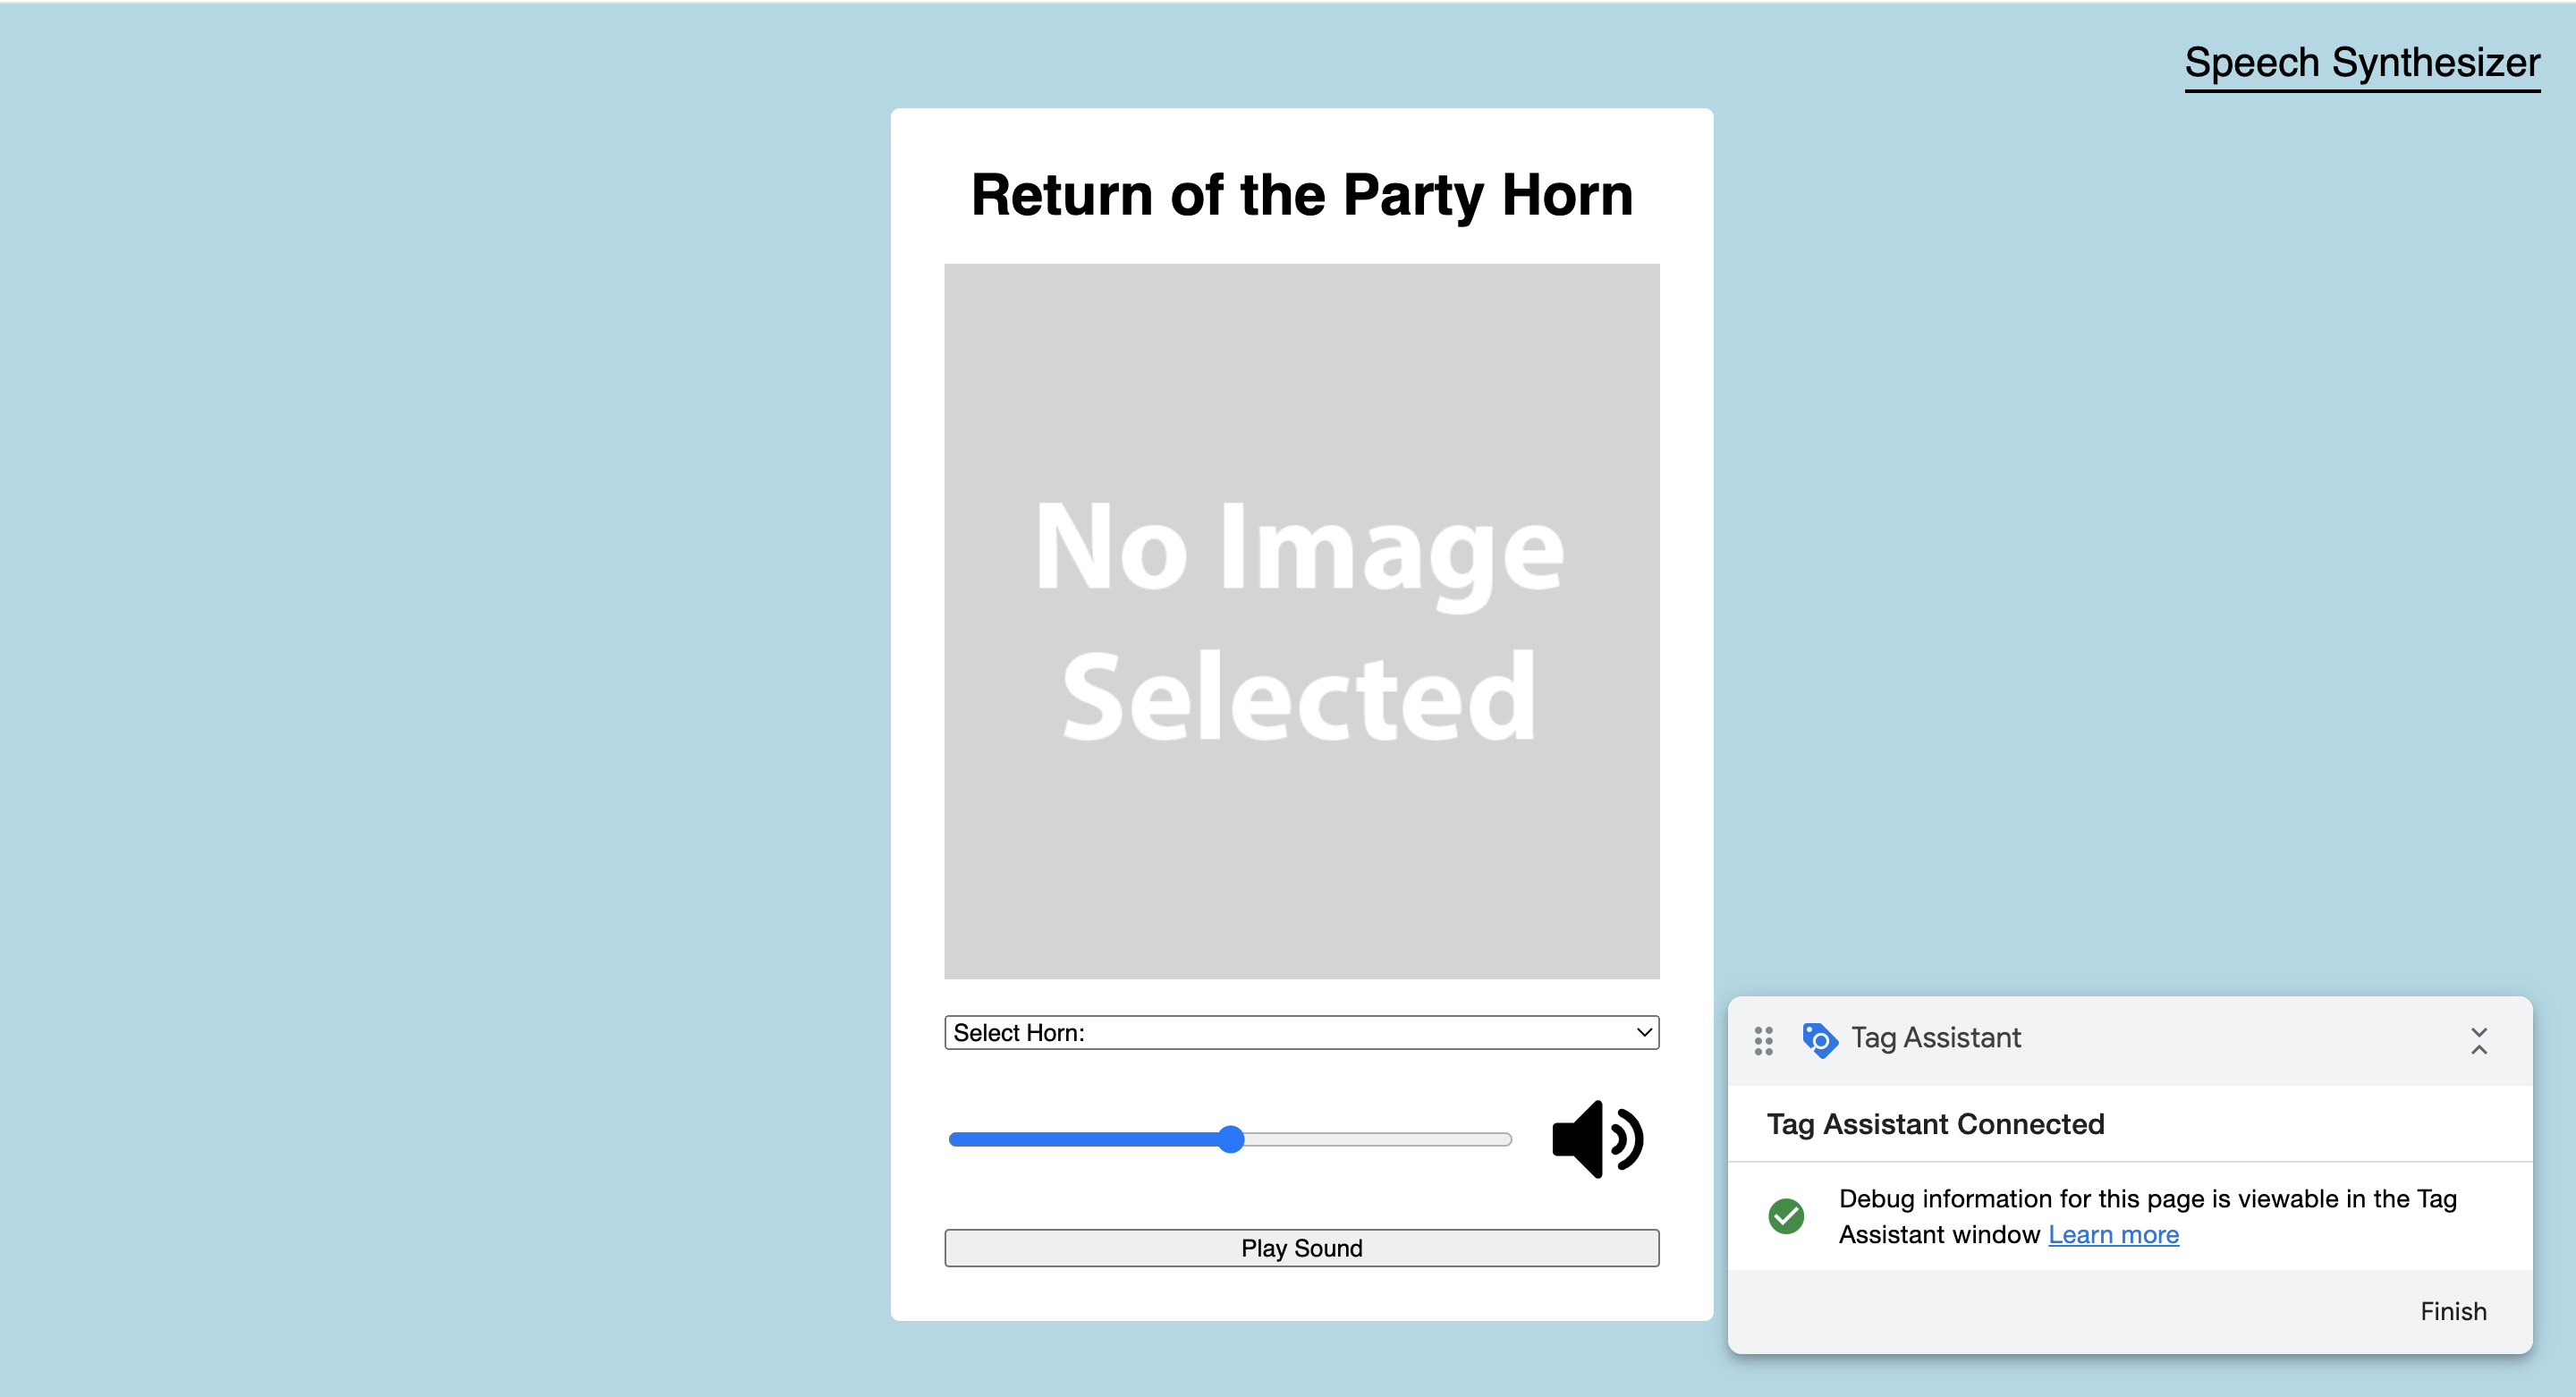 Speech Synthesizer
Return of the Party Horn
No Image
Selected
Select Horn:
Play Sound
Tag Assistant
Tag Assistant Connected
Debug information for this page is viewable in the Tag
Assistant window Learn more
Finish